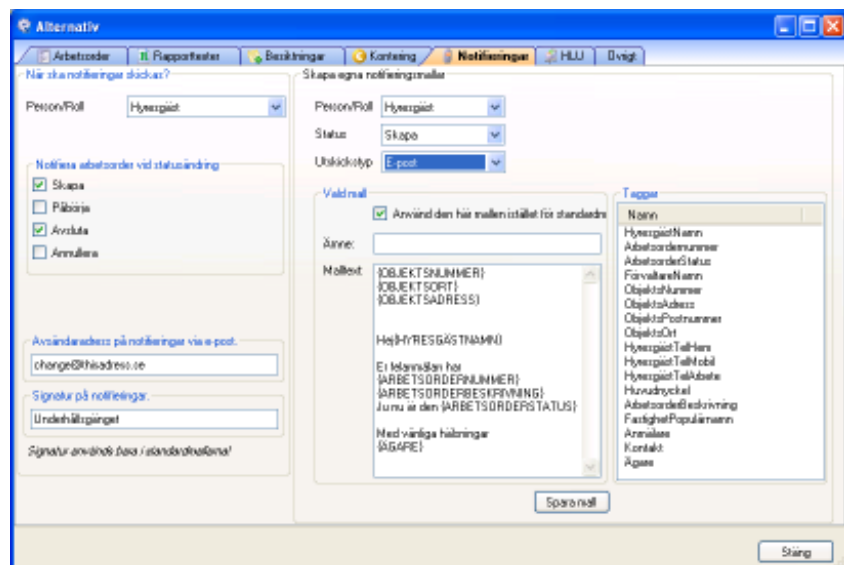 Alternativ
Arbetsorder Rapporttexter Besiktningar Kontering Notifieringar HLU Övrigt
När ska notifieringar skickas?
Person/Roll Hyresgäst
Notifiera arbetsorder vid statusändring
Skapa
Påbörja
Avsluta
Annullera
Avsändaradress på notifieringar via e-post.
change@thisadress.se
Signatur på notifieringar.
Underhållsgänget
Signatur används bara i standardmallarna!
Skapa egna notifieringsmallar
Person/Roll Hyresgäst
Status Skapa
Utskickstyp E-post
Vald mall
Använd den här mallen istället för standardm
Ämne:
Malltext
{OBJEKTSNUMMER}
{OBJEKTSORT}
{OBJEKTSADRESS}
Hej{HYRESGÄSTNAMN}
Er felanmälan har
{ARBETSORDERNUMMER}
{ARBETSORDERBESKRIVNING}
Ju nu är den {ARBETSORDERSTATUS}
Med vänliga hälsningar
{ÄGARE}
Taggar
Namn
HyresgästNamn
Arbetsordernummer
ArbetsorderStatus
FörvaltareNamn
ObjektsNummer
ObjektsAdress
ObjektsPostnummer
ObjektsOrt
HyresgästTelHem
HyresgästTelMobil
HyresgästTelArbete
Huvudnyckel
ArbetsorderBeskrivning
FastighetPopulärnamn
Anmälare
Kontakt
Ägare
Spara mall
Stäng